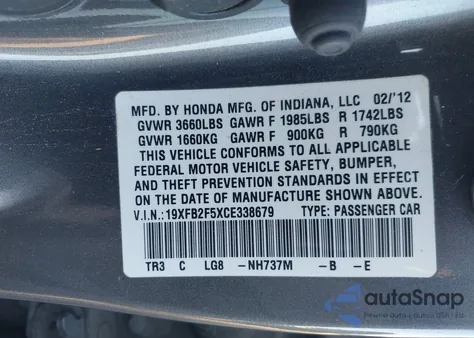 MFD. BY HONDA MFG. OF INDIANA, LLC 02/'12
GVWR 3660LBS GAWR F 1985LBS R 1742LBS
GVWR 1660KG GAWR F 900KG R 790KG
THIS VEHICLE CONFORMS TO ALL APPLICABLE
FEDERAL MOTOR VEHICLE SAFETY, BUMPER,
AND THEFT PREVENTION STANDARDS IN EFFECT
ON THE DATE OF MANUFACTURE SHOWN ABOVE.
V.I.N.:19XFB2F5XCE338679 TYPE: PASSENGER CAR
TR3 C LG8 -NH737M -B -E
autoSnap